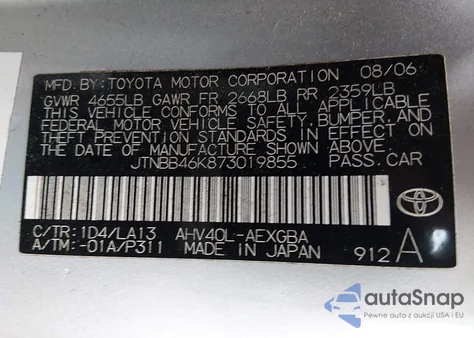 MFD. BY: TOYOTA MOTOR CORPORATION 08/06
GVWR 4655LB GAWR FR 2668LB RR 2359LB
THIS VEHICLE CONFORMS TO ALL APPLICABLE
FEDERAL MOTOR VEHICLE SAFETY, BUMPER, AND
THEFT PREVENTION STANDARDS IN EFFECT ON
THE DATE OF MANUFACTURE SHOWN ABOVE.
JTNBB46K873019855 PASS. CAR
C/TR: 1D4/LA13 AHV40L-AEXGBA
A/TM: -01A/P311 MADE IN JAPAN
912 A
autoSnap
Pewne auta z USA i EU